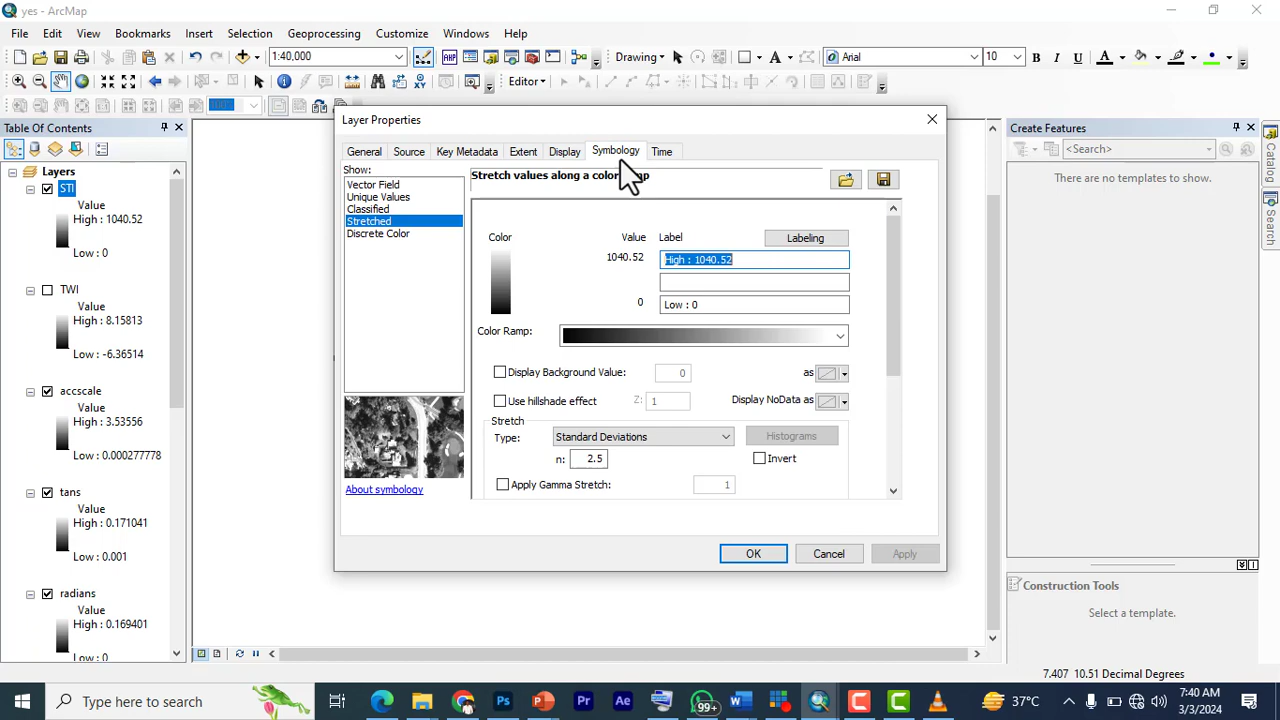 yes - ArcMap
File Edit View Bookmarks Insert Selection Geoprocessing Customize Windows Help
1:40,000 Drawing Arial 10 B I U A
Editor
Table Of Contents
Layers
STI
Value
High : 1040.52
Low : 0
TWI
Value
High : 8.15813
Low : -6.36514
accscale
Value
High : 3.53556
Low : 0.000277778
tans
Value
High : 0.171041
Low : 0.001
radians
Value
High : 0.169401
Low : 0
Layer Properties
General Source Key Metadata Extent Display Symbology Time
Show:
Vector Field
Unique Values
Classified
Stretched
Discrete Color
About symbology
Stretch values along a color
Color Value Label Labeling
1040.52 High : 1040.52
0 Low : 0
Color Ramp:
Display Background Value: 0 as
Use hillshade effect Z: 1 Display NoData as
Stretch
Type: Standard Deviations Histograms
n: 2.5 Invert
Apply Gamma Stretch: 1
OK Cancel Apply
Create Features
<Search>
There are no templates to show.
Construction Tools
Select a template.
Catalog
Search
7.407 10.51 Decimal Degrees
Type here to search
99+
37°C
7:40 AM
3/3/2024